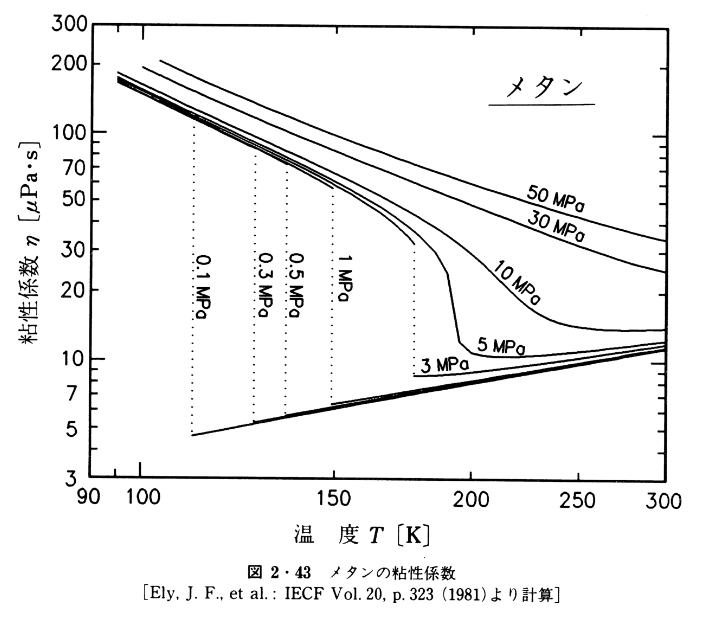 300
200
100
70
50
30
20
10
7
5
3
粘性係数 η [μPa·s]
メタン
50 MPa
30 MPa
10 MPa
5 MPa
3 MPa
0.1 MPa
0.3 MPa
0.5 MPa
1 MPa
90 100 150 200 250 300
温 度 T [K]
図 2・43 メタンの粘性係数
[Ely, J. F., et al.: IECF Vol. 20, p. 323 (1981)より計算]